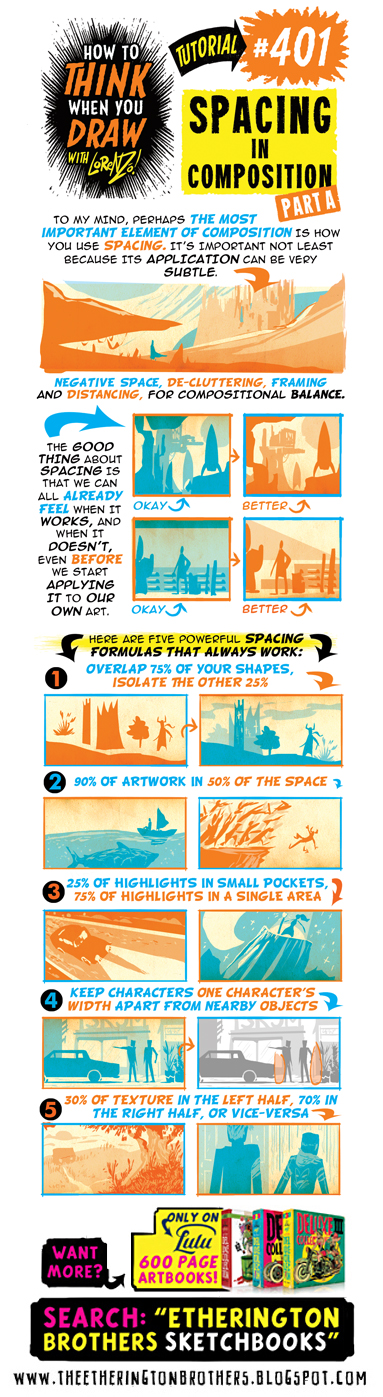 HOW TO
THINK
WHEN YOU
DRAW
WITH LORENZO!
TUTORIAL
#401
SPACING
IN
COMPOSITION
PART A
TO MY MIND, PERHAPS THE MOST
IMPORTANT ELEMENT OF COMPOSITION IS HOW
YOU USE SPACING. IT'S IMPORTANT NOT LEAST
BECAUSE ITS APPLICATION CAN BE VERY
SUBTLE.
NEGATIVE SPACE, DE-CLUTTERING, FRAMING
AND DISTANCING, FOR COMPOSITIONAL BALANCE.
THE GOOD
THING ABOUT
SPACING IS
THAT WE CAN
ALL ALREADY
FEEL WHEN IT
WORKS, AND
WHEN IT
DOESN'T,
EVEN BEFORE
WE START
APPLYING
IT TO OUR
OWN ART.
OKAY
BETTER
OKAY
BETTER
HERE ARE FIVE POWERFUL SPACING
FORMULAS THAT ALWAYS WORK:
1
OVERLAP 75% OF YOUR SHAPES,
ISOLATE THE OTHER 25%
2 90% OF ARTWORK IN 50% OF THE SPACE
3 25% OF HIGHLIGHTS IN SMALL POCKETS,
75% OF HIGHLIGHTS IN A SINGLE AREA
4 KEEP CHARACTERS ONE CHARACTER'S
WIDTH APART FROM NEARBY OBJECTS
5 30% OF TEXTURE IN THE LEFT HALF, 70% IN
THE RIGHT HALF, OR VICE-VERSA
WANT
MORE?
ONLY ON
Lulu
600 PAGE
ARTBOOKS!
DELUXE III
SEARCH: "ETHERINGTON
BROTHERS SKETCHBOOKS"
WWW.THEETHERINGTONBROTHERS.BLOGSPOT.COM